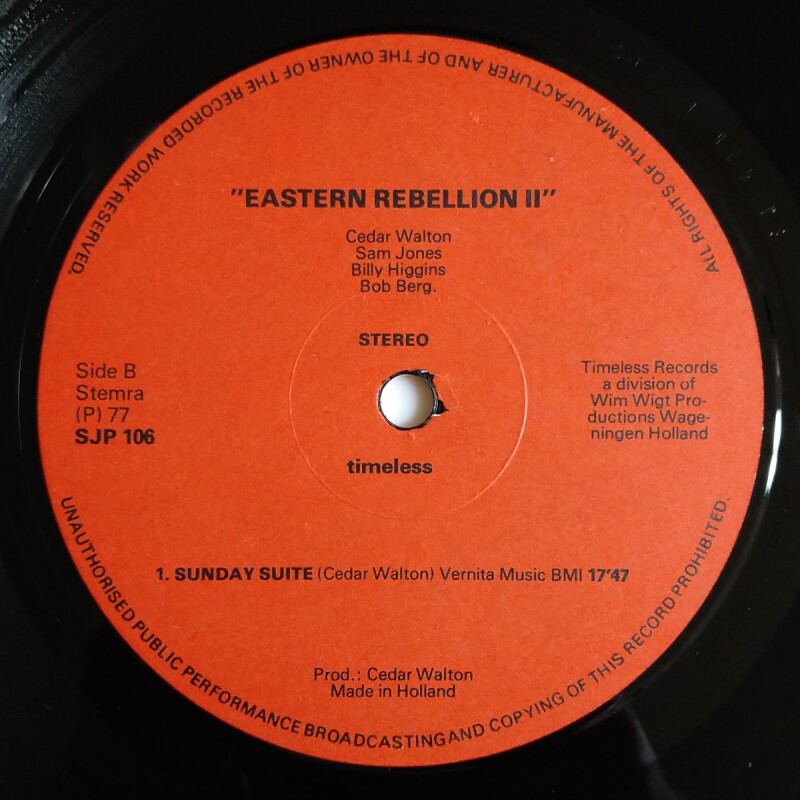 ALL RIGHTS OF THE MANUFACTURER AND OF THE OWNER OF THE RECORDED WORK RESERVED.
"EASTERN REBELLION II"
Cedar Walton
Sam Jones
Billy Higgins
Bob Berg.
STEREO
Side B
Stemra
(P) 77
SJP 106
Timeless Records
a division of
Wim Wigt Pro-
ductions Wage-
ningen Holland
timeless
1. SUNDAY SUITE (Cedar Walton) Vernita Music BMI 17'47
Prod.: Cedar Walton
Made in Holland
UNAUTHORISED PUBLIC PERFORMANCE BROADCASTINGAND COPYING OF THIS RECORD PROHIBITED.